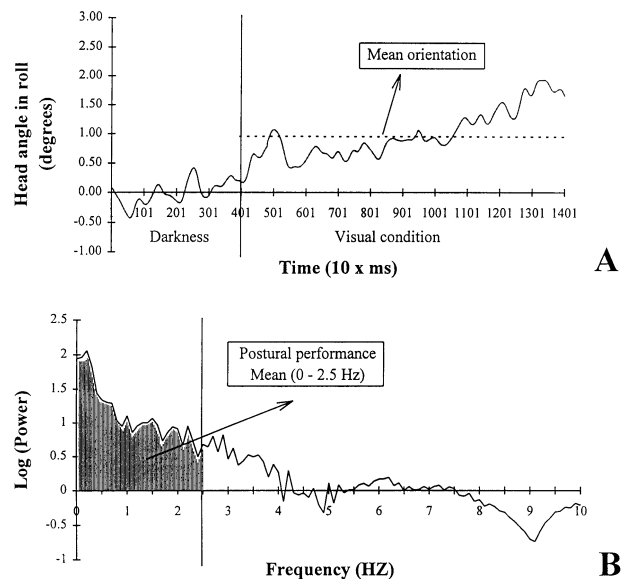 3.00
2.50
2.00
1.50
1.00
0.50
0.00
-0.50
-1.00
Head angle in roll
(degrees)
Mean orientation
101 201 301 401 501 601 701 801 901 1001 1101 1201 1301 1401
Darkness Visual condition
Time (10 x ms)
A
2.5
2
1.5
1
0.5
0
-0.5
-1
Log (Power)
Postural performance
Mean (0 - 2.5 Hz)
0 1 2 3 4 5 6 7 8 9 10
Frequency (HZ)
B